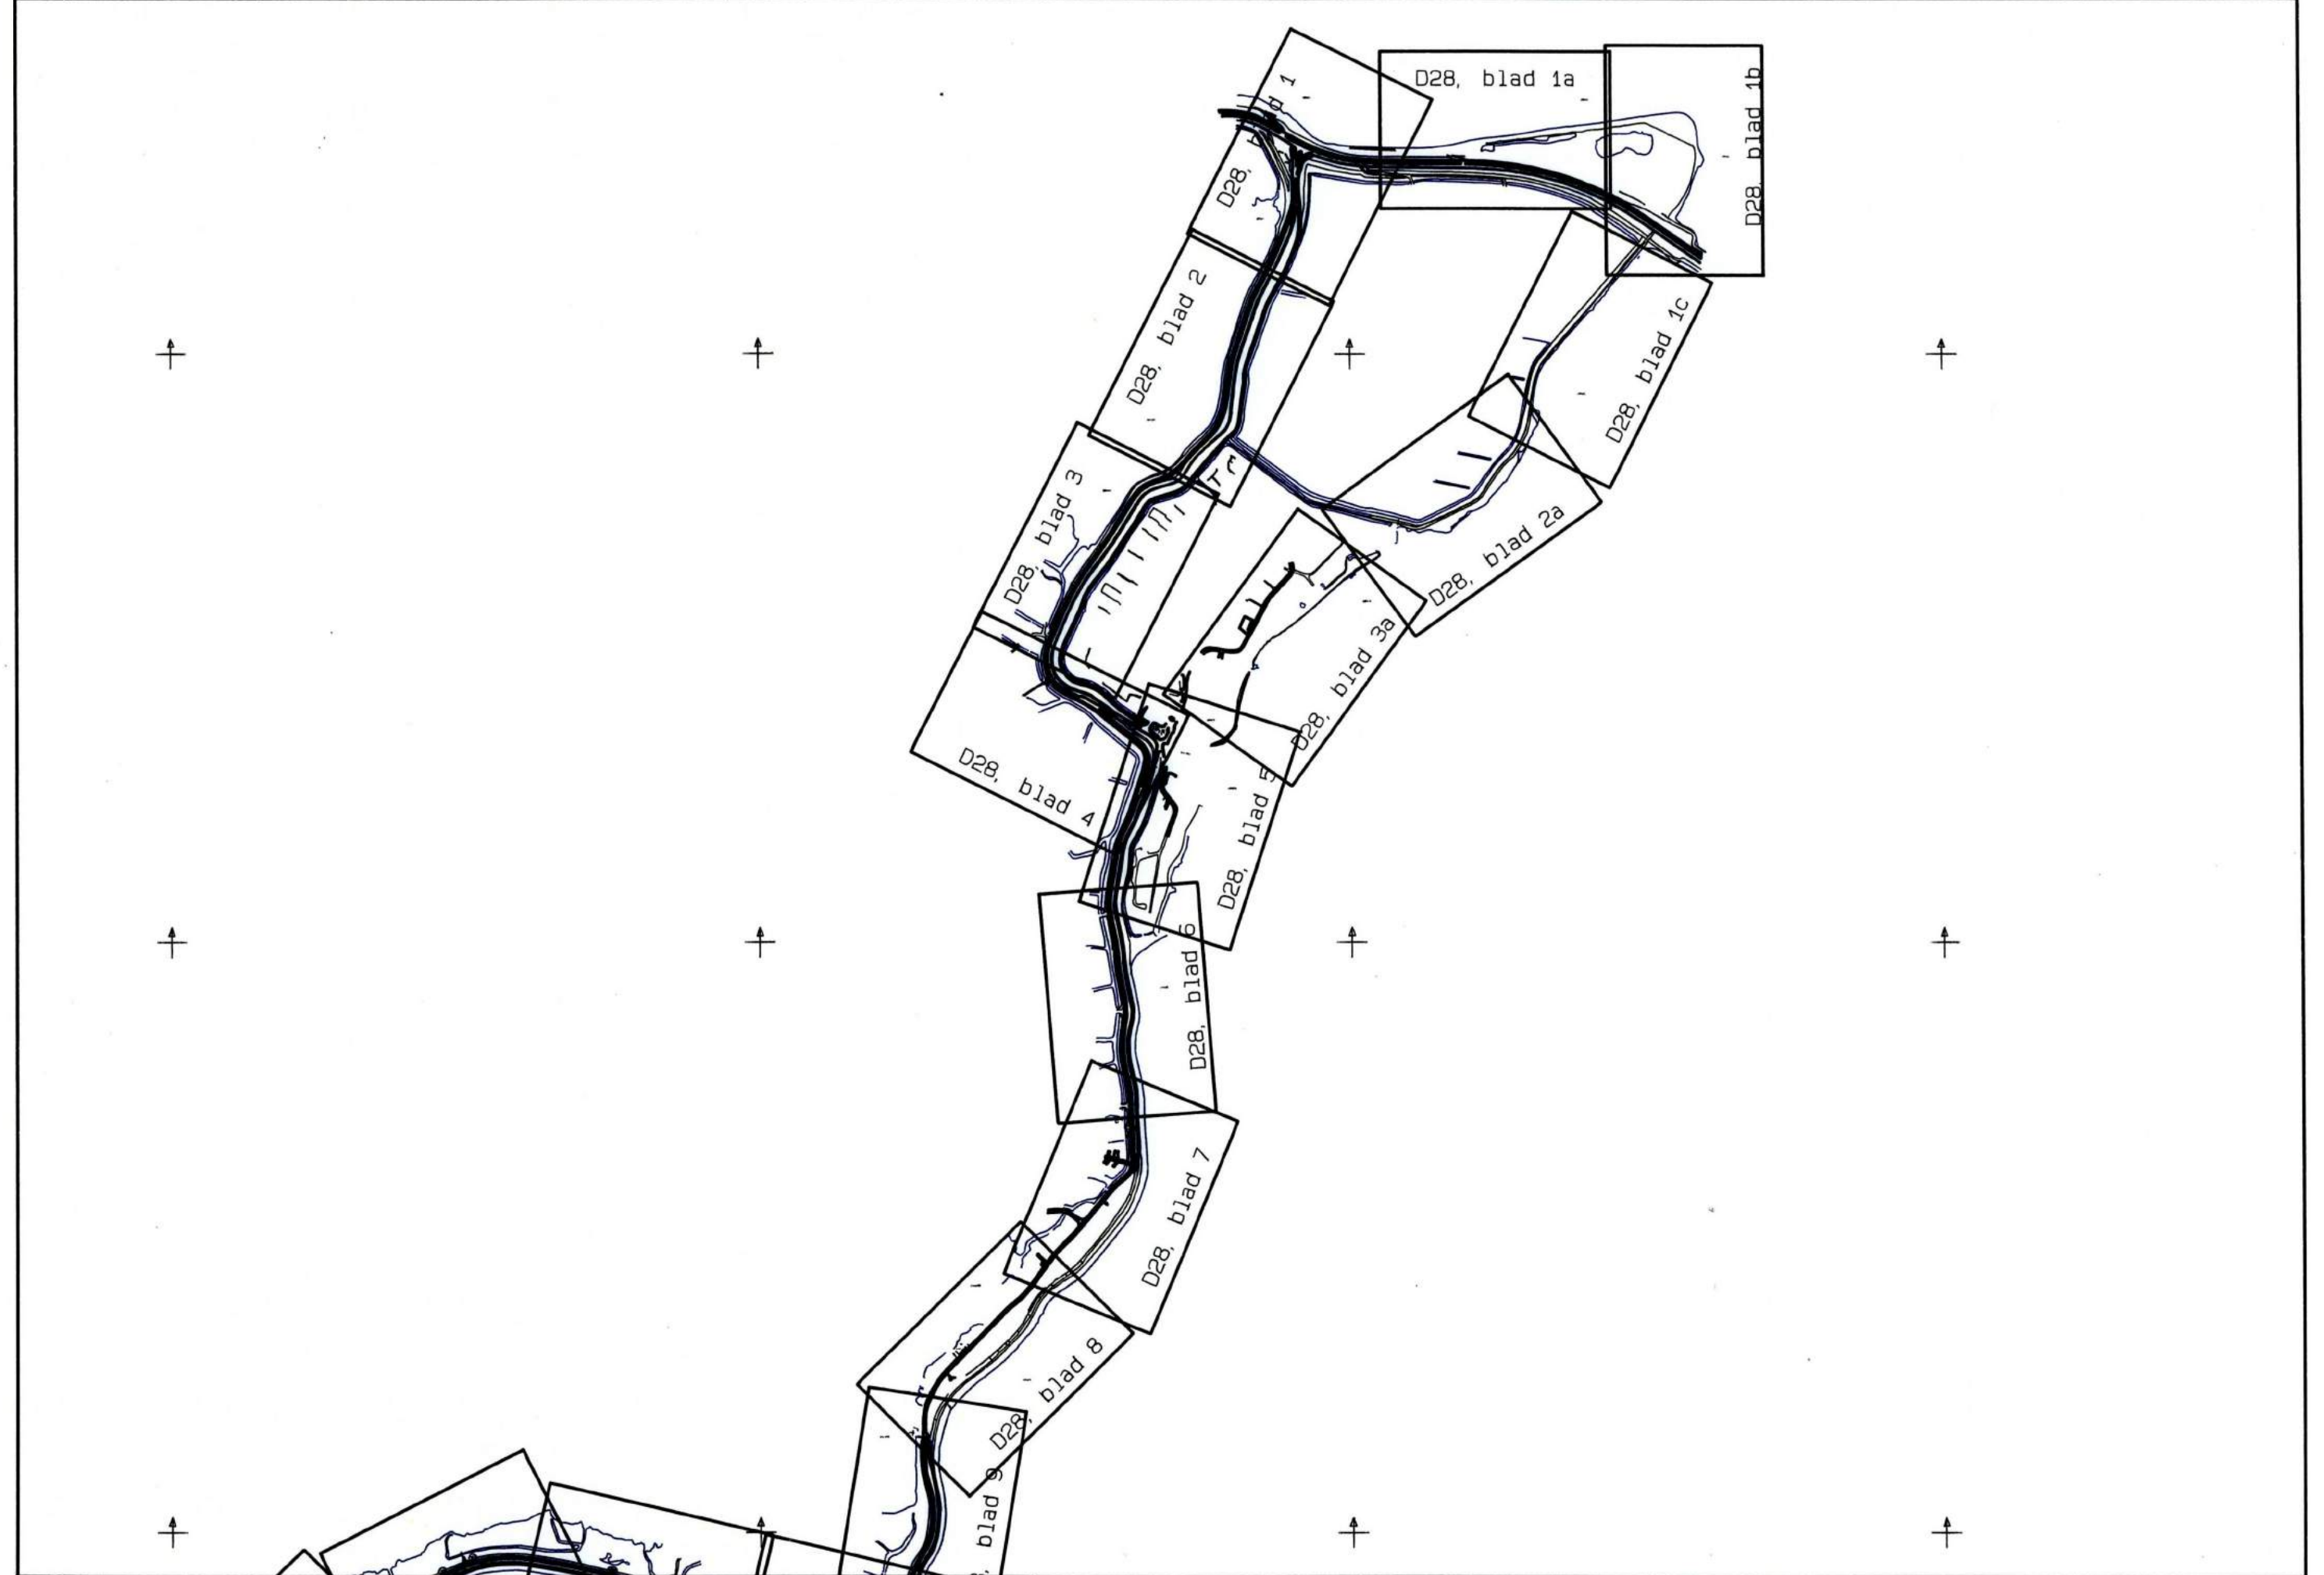 D28, blad 1
D28, blad 1a
D28, blad 1b
D28, blad 2
D28, blad 1c
D28, blad 3
D28, blad 2a
D28, blad 3a
D28, blad 4
D28, blad 5
D28, blad 6
D28, blad 7
D28, blad 8
blad 9